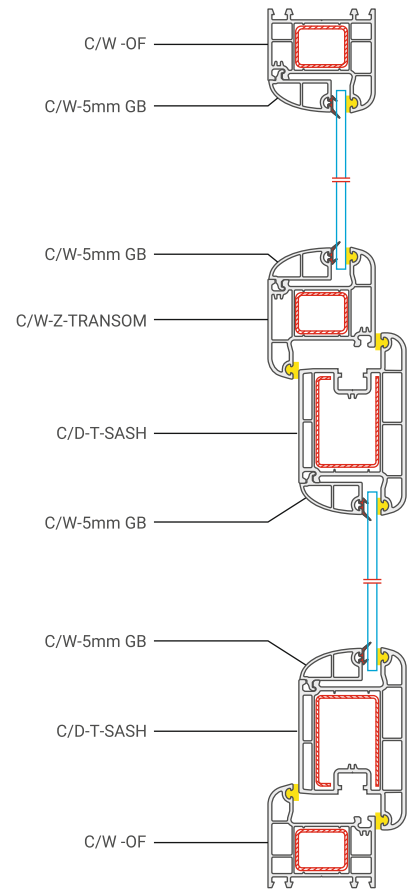 C/W -OF
C/W-5mm GB
C/W-5mm GB
C/W-Z-TRANSOM
C/D-T-SASH
C/W-5mm GB
C/W-5mm GB
C/D-T-SASH
C/W -OF